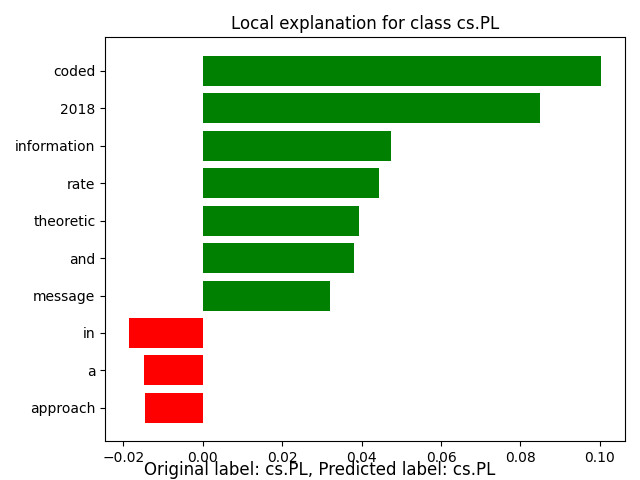 Local explanation for class cs.PL
coded
2018
information
rate
theoretic
and
message
in
a
approach
−0.02 0.00 0.02 0.04 0.06 0.08 0.10
Original label: cs.PL, Predicted label: cs.PL